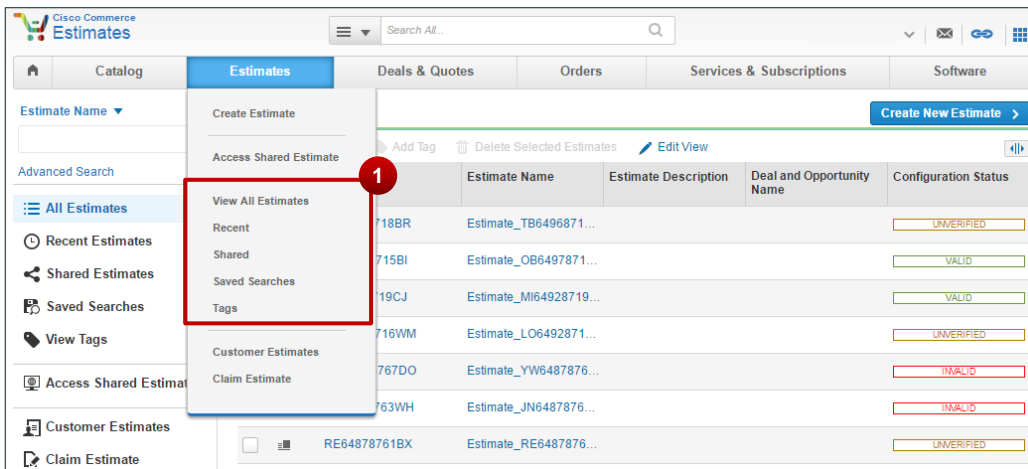 Cisco Commerce
Estimates
Search All...
Catalog
Estimates
Deals & Quotes
Orders
Services & Subscriptions
Software
Estimate Name
Create New Estimate
Advanced Search
All Estimates
Recent Estimates
Shared Estimates
Saved Searches
View Tags
Access Shared Estimat
Customer Estimates
Claim Estimate
Create Estimate
Access Shared Estimate
1
View All Estimates
Recent
Shared
Saved Searches
Tags
Customer Estimates
Claim Estimate
Add Tag
Delete Selected Estimates
Edit View
Estimate Name
Estimate Description
Deal and Opportunity
Name
Configuration Status
718BR
Estimate_TB6496871...
UNVERIFIED
715BI
Estimate_OB6497871...
VALID
719CJ
Estimate_MI64928719...
VALID
716WM
Estimate_LO6492871...
UNVERIFIED
767DO
Estimate_YW6487876...
INVALID
763WH
Estimate_JN6487876...
INVALID
RE64878761BX
Estimate_RE6487876...
UNVERIFIED